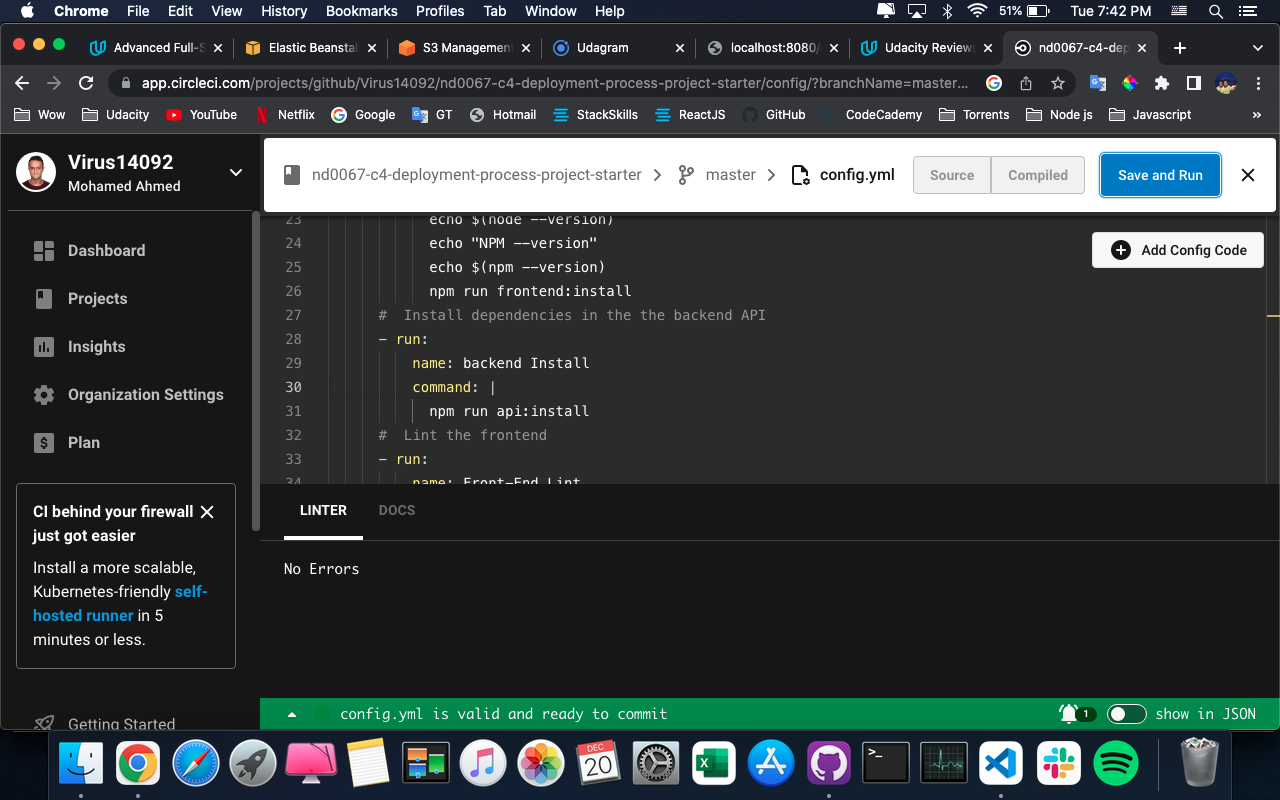 Chrome File Edit View History Bookmarks Profiles Tab Window Help 51% Tue 7:42 PM
Advanced Full-S Elastic Beanstal S3 Management Udagram localhost:8080/ Udacity Reviews nd0067-c4-dep
app.circleci.com/projects/github/Virus14092/nd0067-c4-deployment-process-project-starter/config/?branchName=master...
Wow Udacity YouTube Netflix Google GT Hotmail StackSkills ReactJS GitHub CodeCademy Torrents Node js Javascript »
Virus14092
Mohamed Ahmed
Dashboard
Projects
Insights
Organization Settings
Plan
CI behind your firewall
just got easier
Install a more scalable,
Kubernetes-friendly self-
hosted runner in 5
minutes or less.
Getting Started
nd0067-c4-deployment-process-project-starter master config.yml Source Compiled Save and Run
Add Config Code
23 echo $(node --version)
24 echo "NPM --version"
25 echo $(npm --version)
26 npm run frontend:install
27 # Install dependencies in the the backend API
28 - run:
29 name: backend Install
30 command: |
31 npm run api:install
32 # Lint the frontend
33 - run:
34 name: Front-End Lint
LINTER DOCS
No Errors
config.yml is valid and ready to commit 1 show in JSON
DEC
20